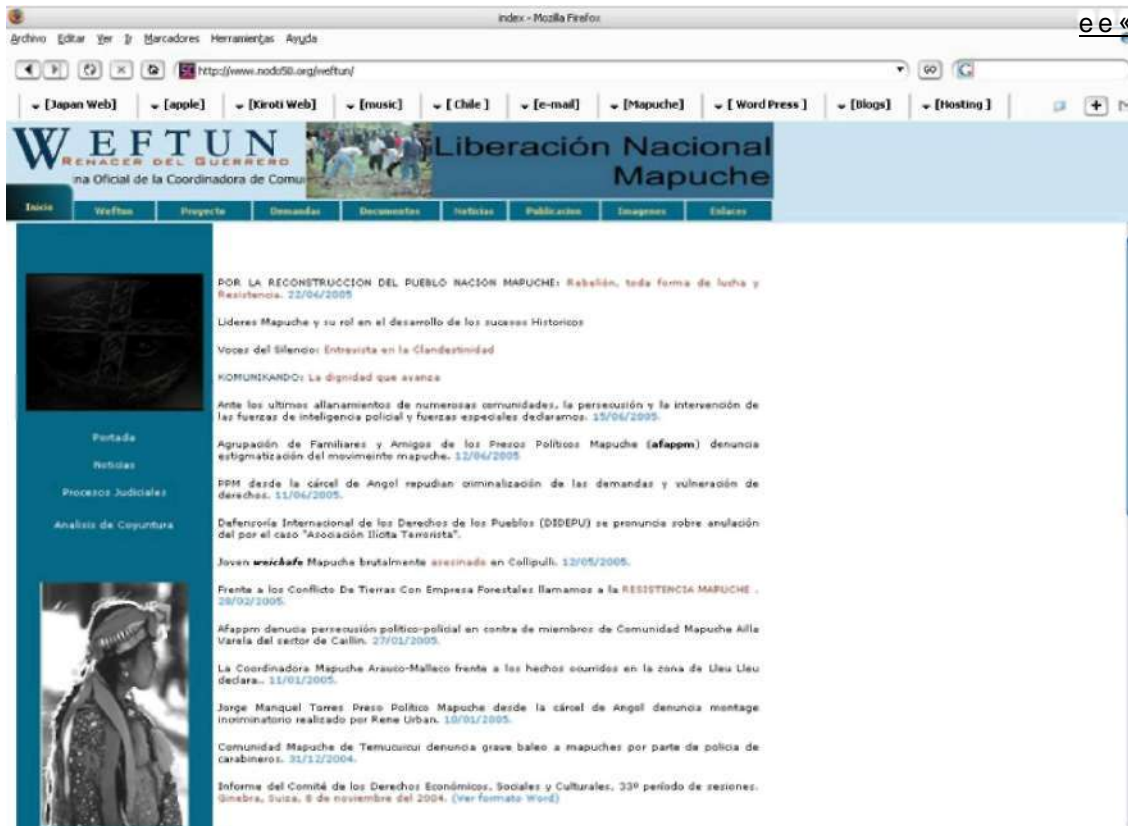 index - Mozilla Firefox
ee«
Archivo Editar Ver Ir Marcadores Herramientas Ayuda
http://www.nodo50.org/weftun/
GO
[Japan Web] [apple] [Kiroti Web] [music] [ Chile ] [e-mail] [Mapuche] [ Word Press ] [Blogs] [Hosting ]
WEFTUN
RENACER DEL GUERRERO
na Oficial de la Coordinadora de Comu
Liberación Nacional
Mapuche
Inicio Weftun Proyecto Demandas Documentos Noticias Publicacion Imagenes Enlaces
POR LA RECONSTRUCCION DEL PUEBLO NACION MAPUCHE: Rebelión, toda forma de lucha y
Resistencia. 22/06/2005
Lideres Mapuche y su rol en el desarrollo de los sucesos Historicos
Voces del Silencio: Entrevista en la Clandestinidad
KOMUNIKANDO: La dignidad que avanza
Ante los ultimos allanamientos de numerosas comunidades, la persecusión y la intervención de
las fuerzas de inteligencia policial y fuerzas especiales declaramos. 15/06/2005.
Agrupación de Familiares y Amigos de los Presos Políticos Mapuche (afappm) denuncia
estigmatización del movimeinto mapuche. 12/06/2005
PPM desde la cárcel de Angol repudian criminalización de las demandas y vulneración de
derechos. 11/06/2005.
Defensoría Internacional de los Derechos de los Pueblos (DIDEPU) se pronuncia sobre anulación
del por el caso "Asociación Ilicita Terrorista".
Joven weichafe Mapuche brutalmente asesinado en Collipulli. 12/05/2005.
Frente a los Conflicto De Tierras Con Empresa Forestales llamamos a la RESISTENCIA MAPUCHE .
28/02/2005.
Afappm denucia persecusión político-policial en contra de miembros de Comunidad Mapuche Ailla
Varela del sector de Caillin. 27/01/2005.
La Coordinadora Mapuche Arauco-Malleco frente a los hechos ocurridos en la zona de Lleu Lleu
declara.. 11/01/2005.
Jorge Manquel Torres Preso Político Mapuche desde la cárcel de Angol denuncia montage
incriminatorio realizado por Rene Urban. 10/01/2005.
Comunidad Mapuche de Temucuicui denuncia grave baleo a mapuches por parte de policia de
carabineros. 31/12/2004.
Informe del Comité de los Derechos Económicos, Sociales y Culturales, 33º período de sesiones.
Ginebra, Suiza, 8 de noviembre del 2004. (Ver formato Word)
Portada
Noticias
Procesos Judiciales
Analisis de Coyuntura